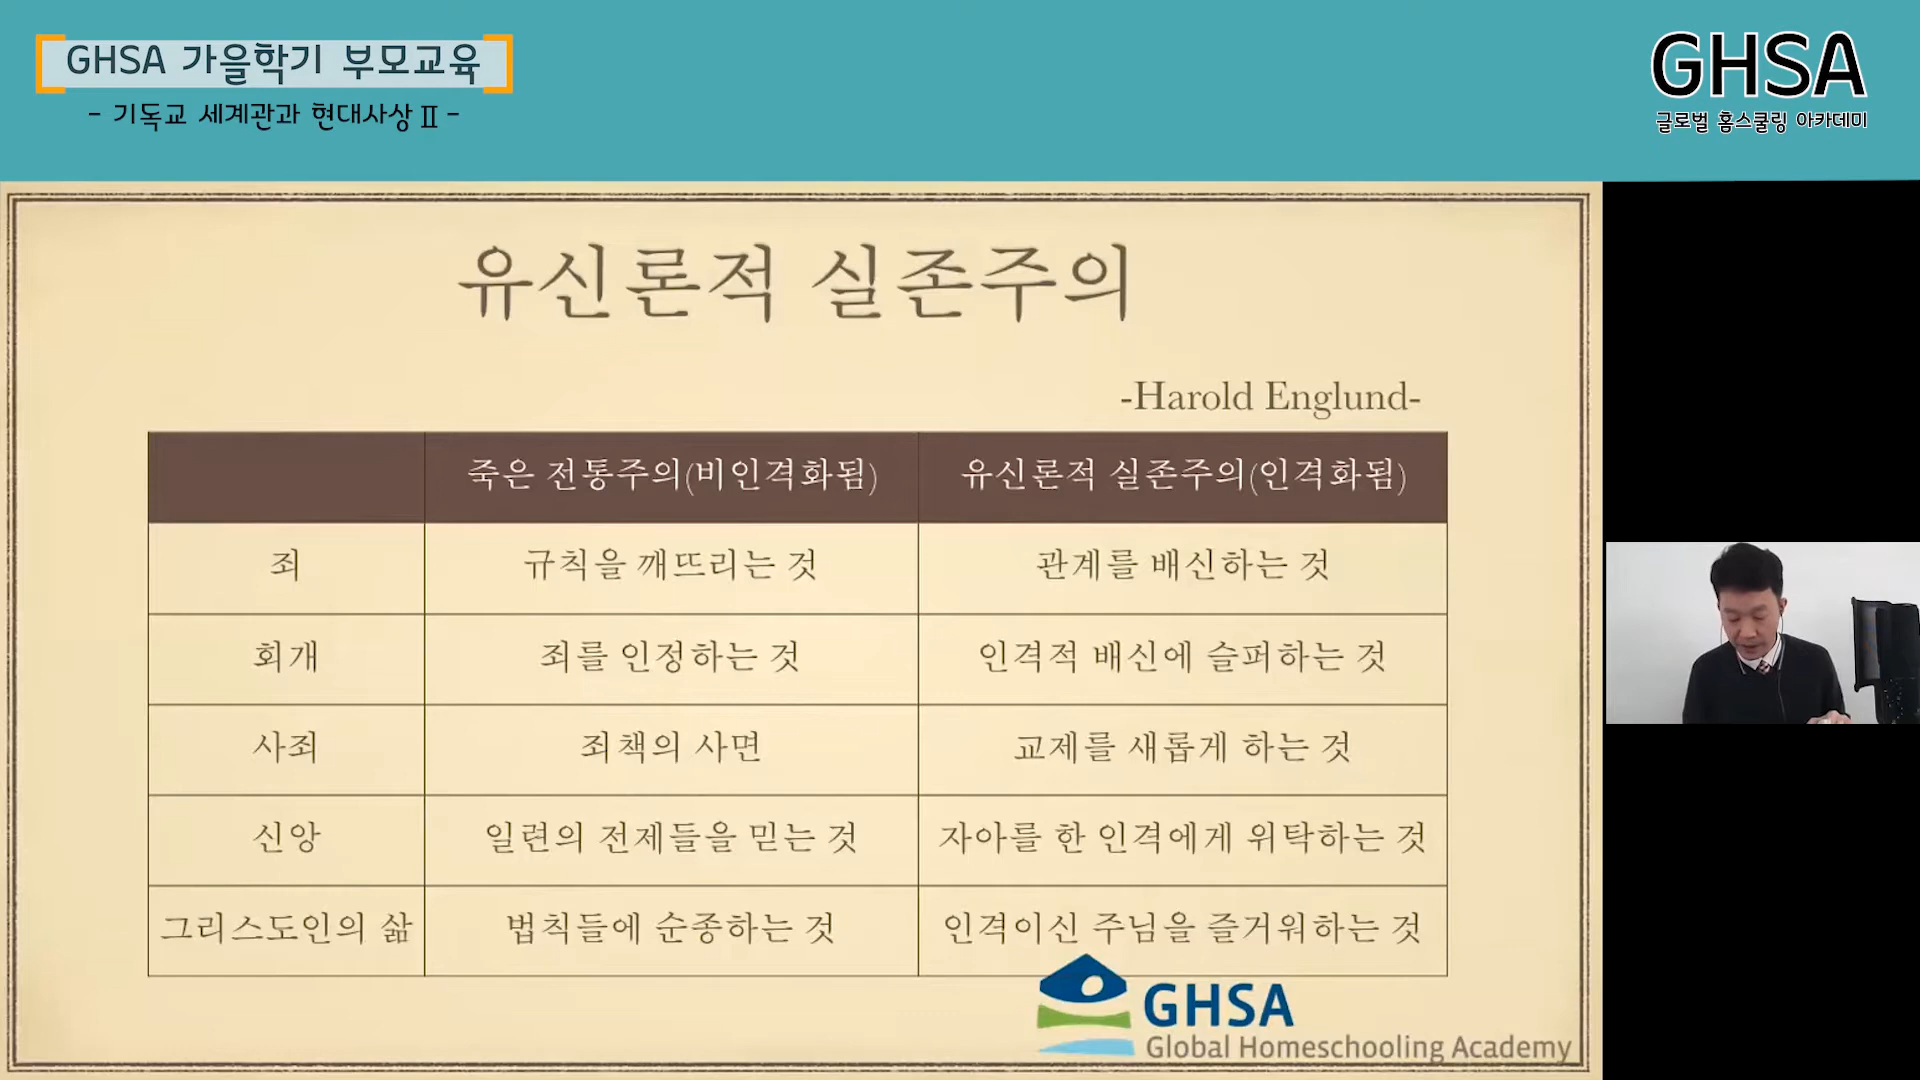 GHSA 가을학기 부모교육
- 기독교 세계관과 현대사상 Ⅱ -
GHSA
글로벌 홈스쿨링 아카데미
유신론적 실존주의
-Harold Englund-
죽은 전통주의(비인격화됨) 유신론적 실존주의(인격화됨)
죄 규칙을 깨뜨리는 것 관계를 배신하는 것
회개 죄를 인정하는 것 인격적 배신에 슬퍼하는 것
사죄 죄책의 사면 교제를 새롭게 하는 것
신앙 일련의 전제들을 믿는 것 자아를 한 인격에게 위탁하는 것
그리스도인의 삶 법칙들에 순종하는 것 인격이신 주님을 즐거워하는 것
GHSA
Global Homeschooling Academy